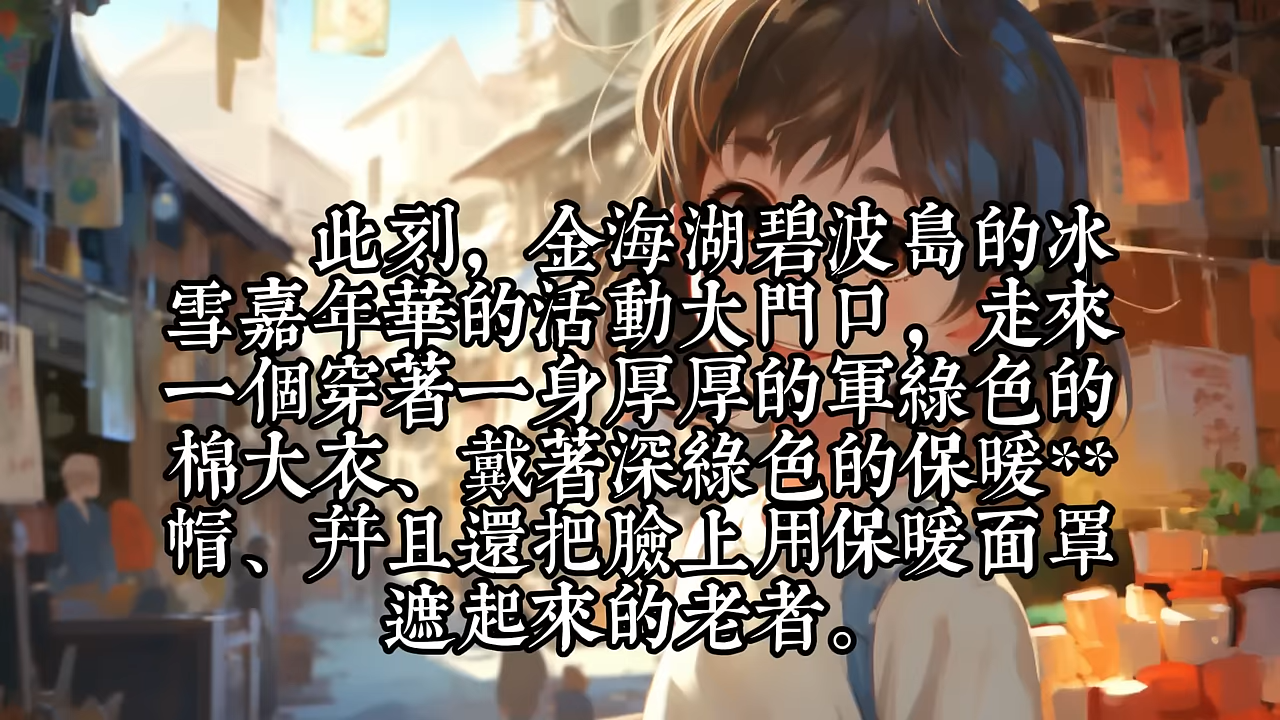 此刻，金海湖碧波島的冰
雪嘉年華的活動大門口，走來
一個穿著一身厚厚的軍綠色的
棉大衣、戴著深綠色的保暖**
帽、并且還把臉上用保暖面罩
遮起來的老者。